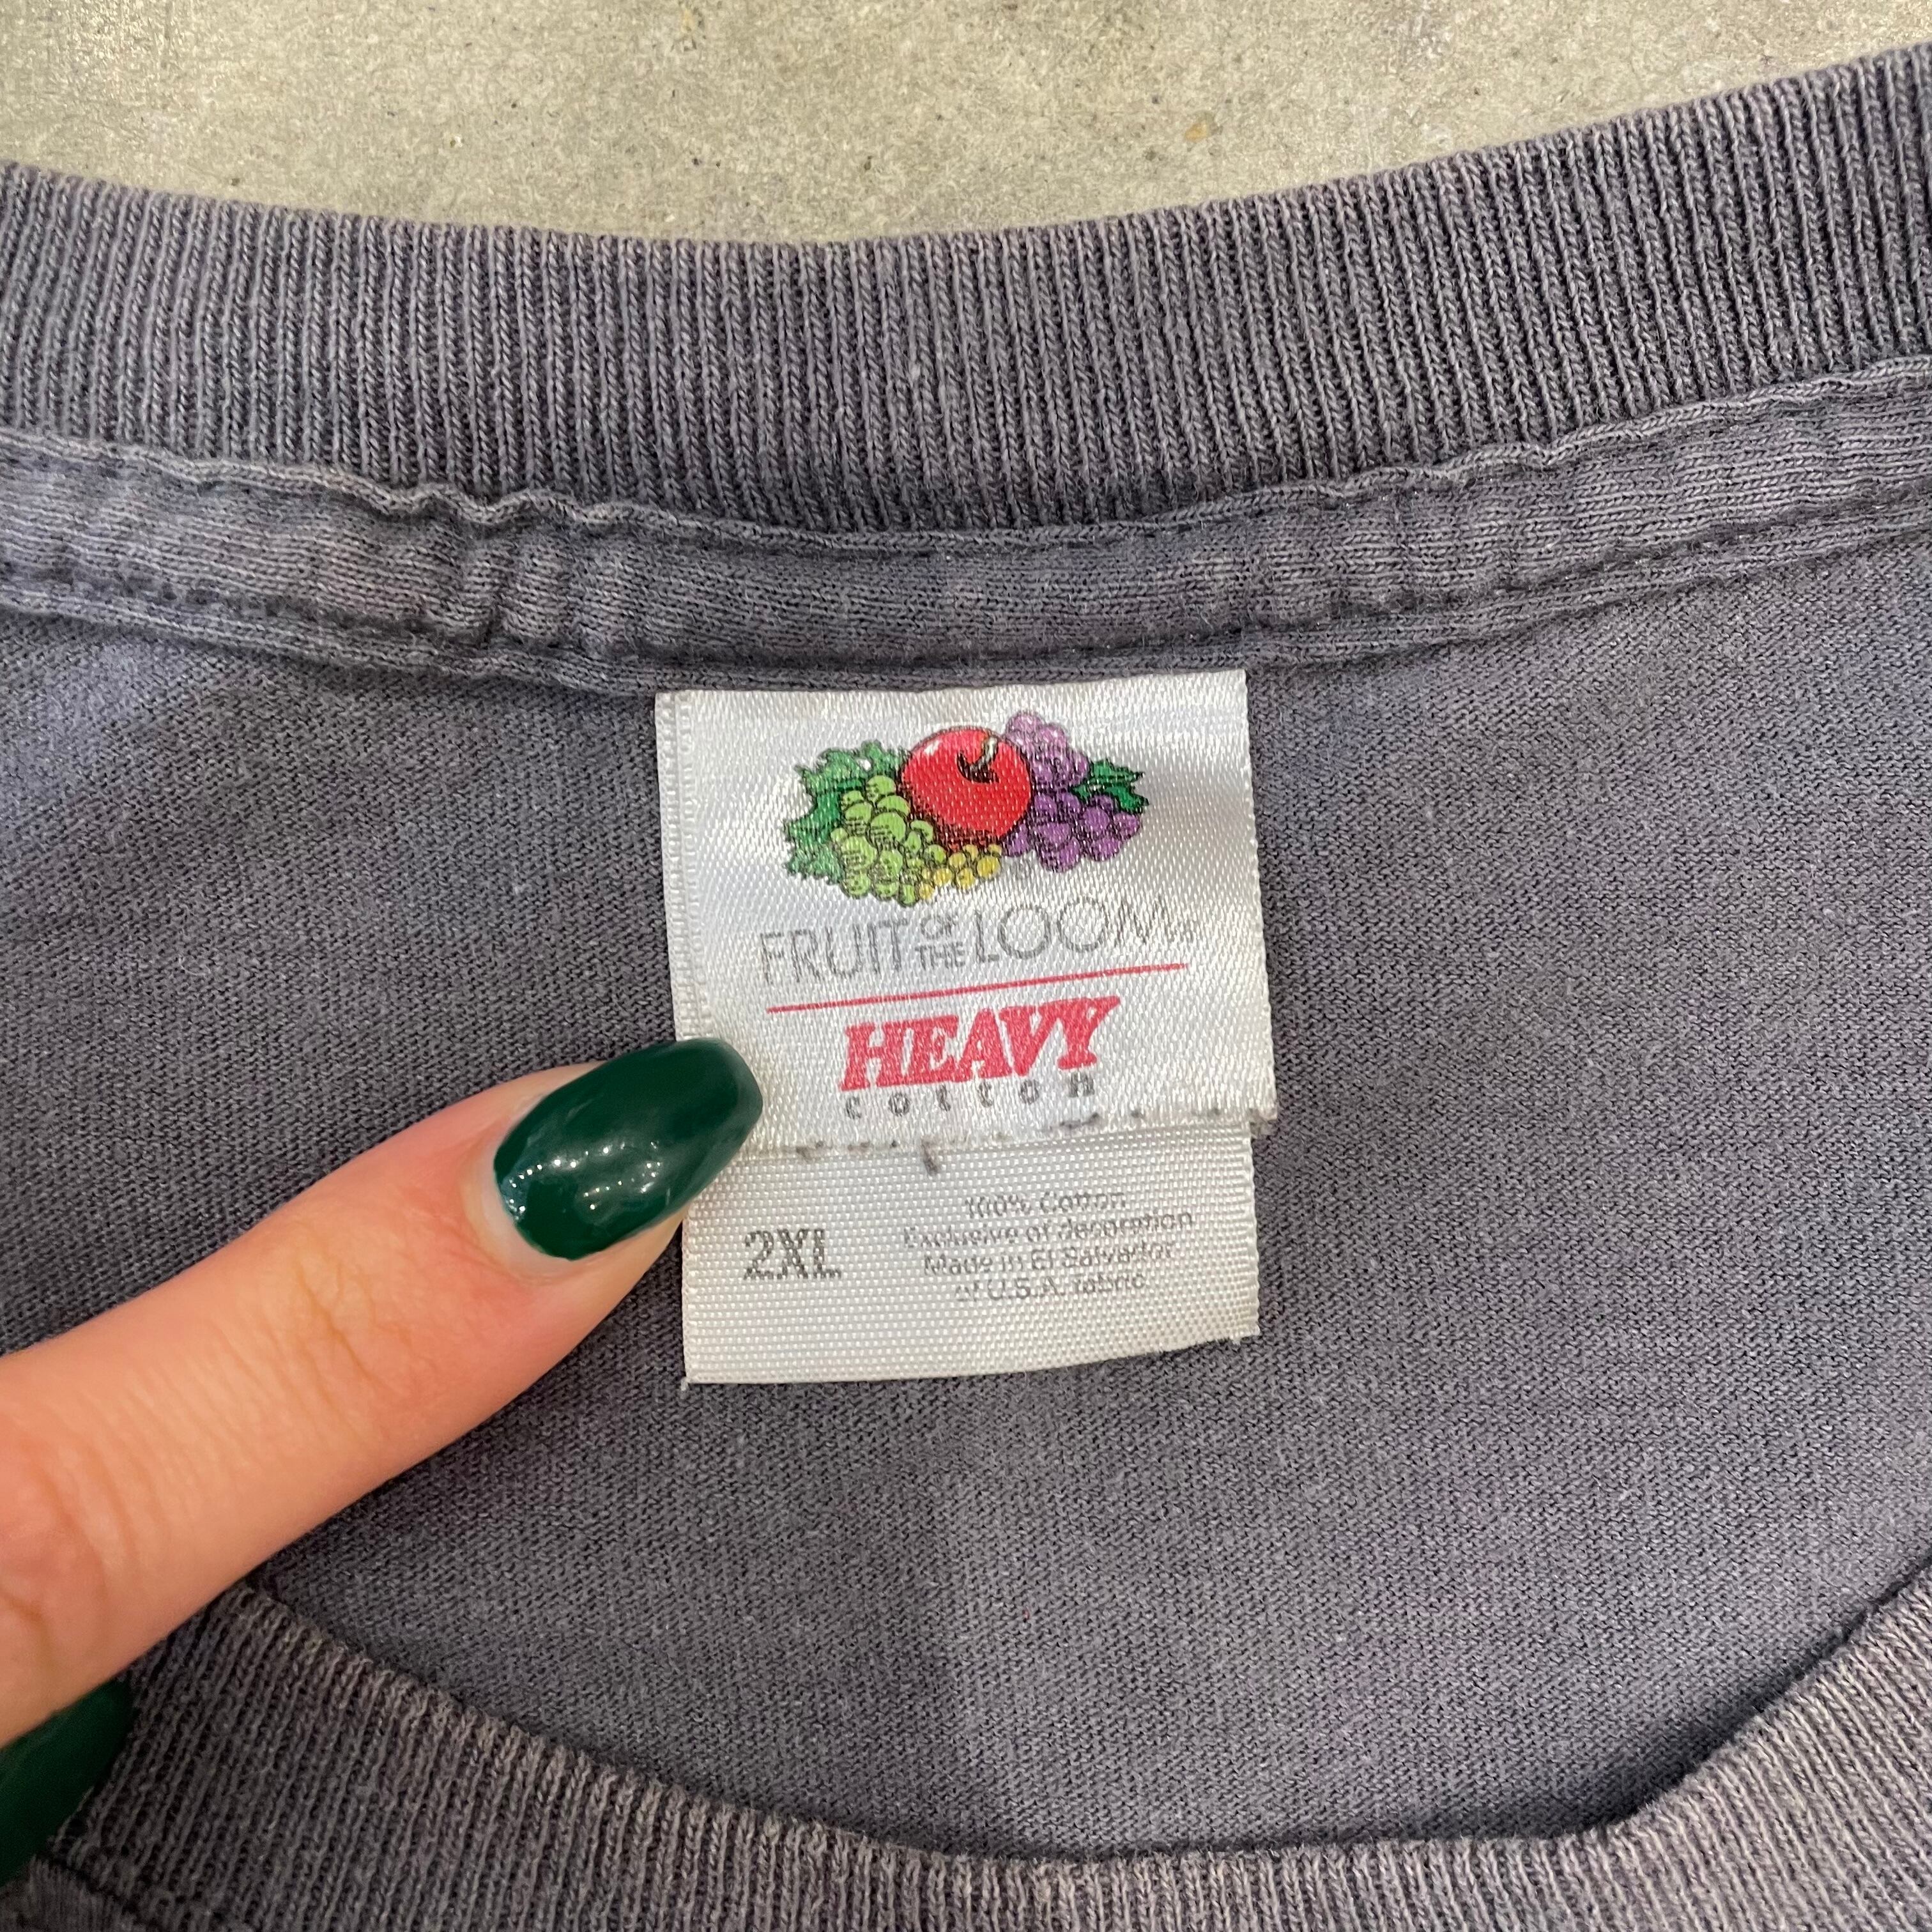 FRUIT OF THE LOOM
HEAVY
cotton
2XL
100% Cotton
Exclusive of decoration
Made in El Salvador
of U.S.A. fabric